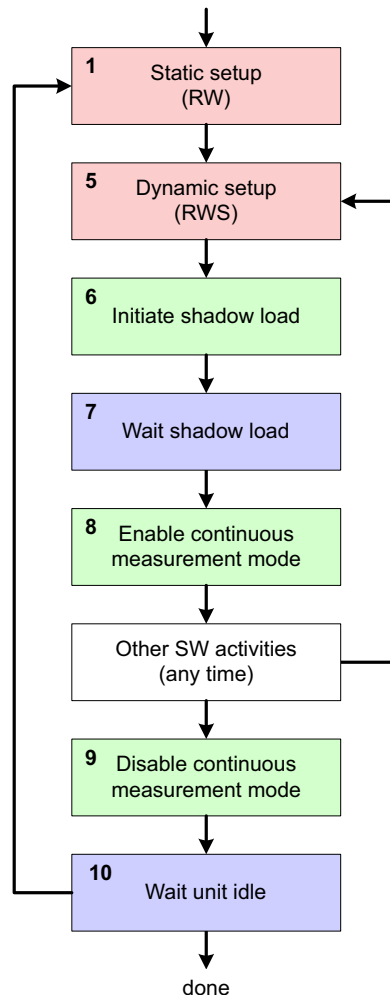 1
Static setup
(RW)
5
Dynamic setup
(RWS)
6
Initiate shadow load
7
Wait shadow load
8
Enable continuous
measurement mode
Other SW activities
(any time)
9
Disable continuous
measurement mode
10
Wait unit idle
done